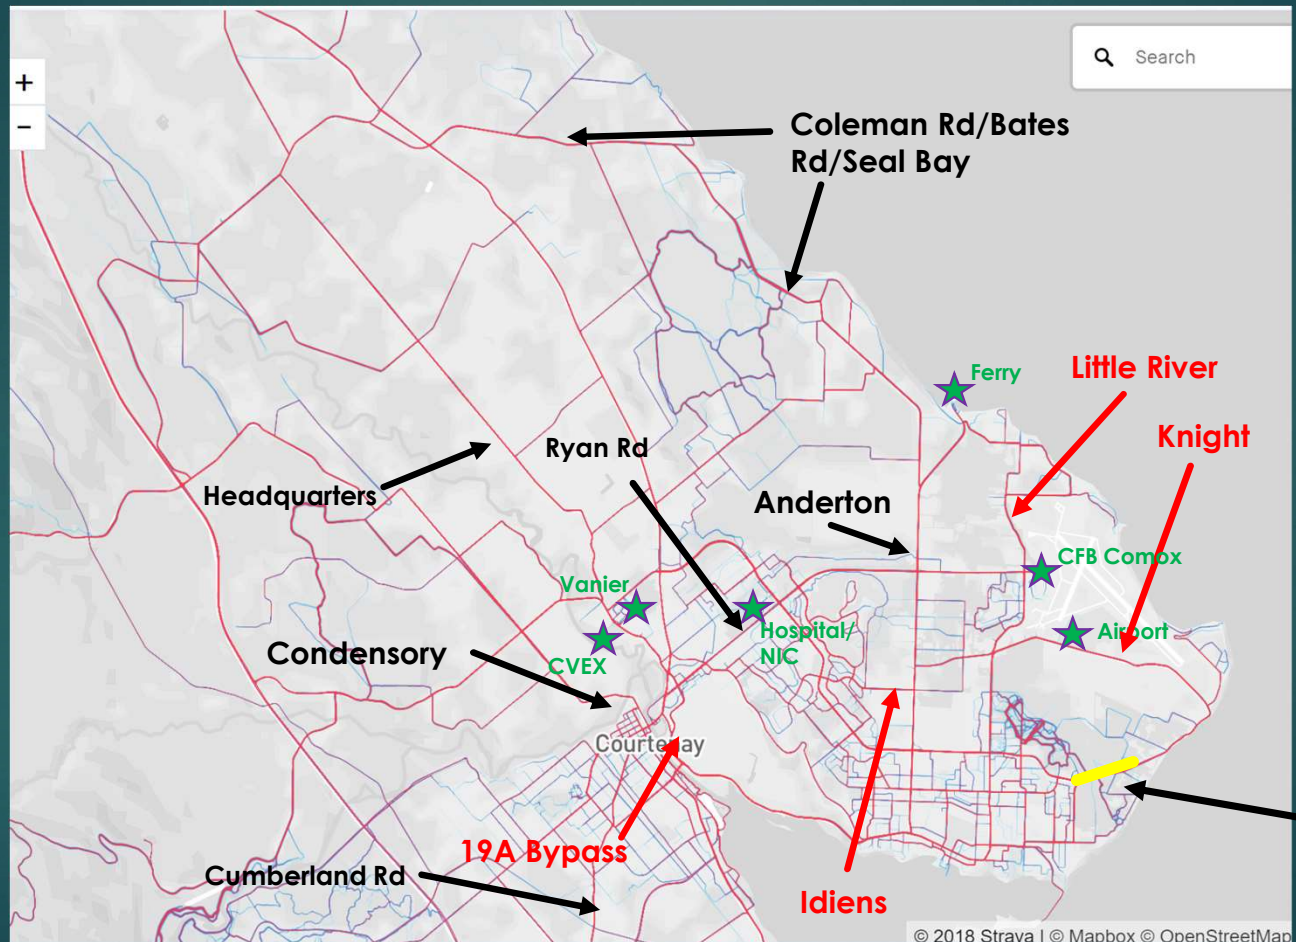 +
−
Search
Coleman Rd/Bates
Rd/Seal Bay
Ferry
Little River
Knight
Ryan Rd
Headquarters
Anderton
CFB Comox
Vanier
Hospital/
NIC
Airport
Condensory
CVEX
Courtenay
19A Bypass
Cumberland Rd
Idiens
© 2018 Strava | © Mapbox © OpenStreetMap